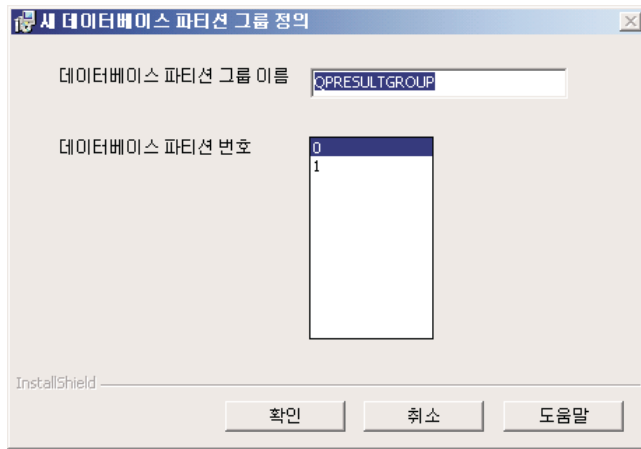 새 데이터베이스 파티션 그룹 정의
데이터베이스 파티션 그룹 이름 QPRESULTGROUP
데이터베이스 파티션 번호
0
1
InstallShield
확인 취소 도움말